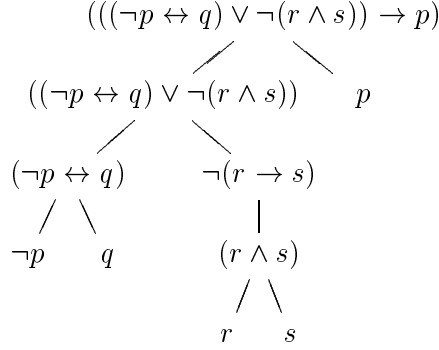 (((¬p ↔ q) ∨ ¬(r ∧ s)) → p)
((¬p ↔ q) ∨ ¬(r ∧ s)) p
(¬p ↔ q) ¬(r → s)
¬p q (r ∧ s)
r s